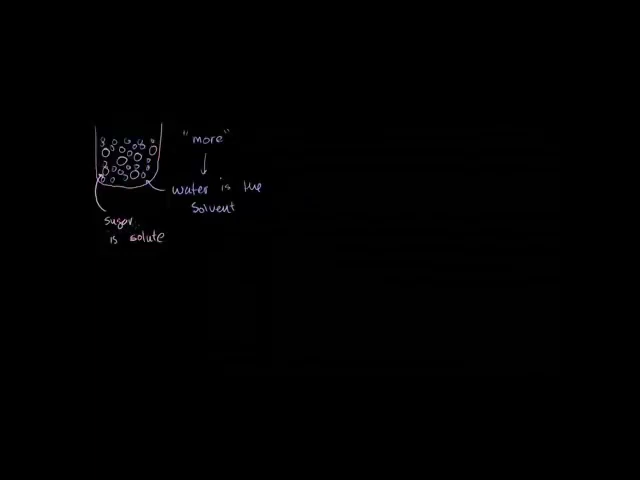 "more"
water is the
Solvent
sugar
is solute